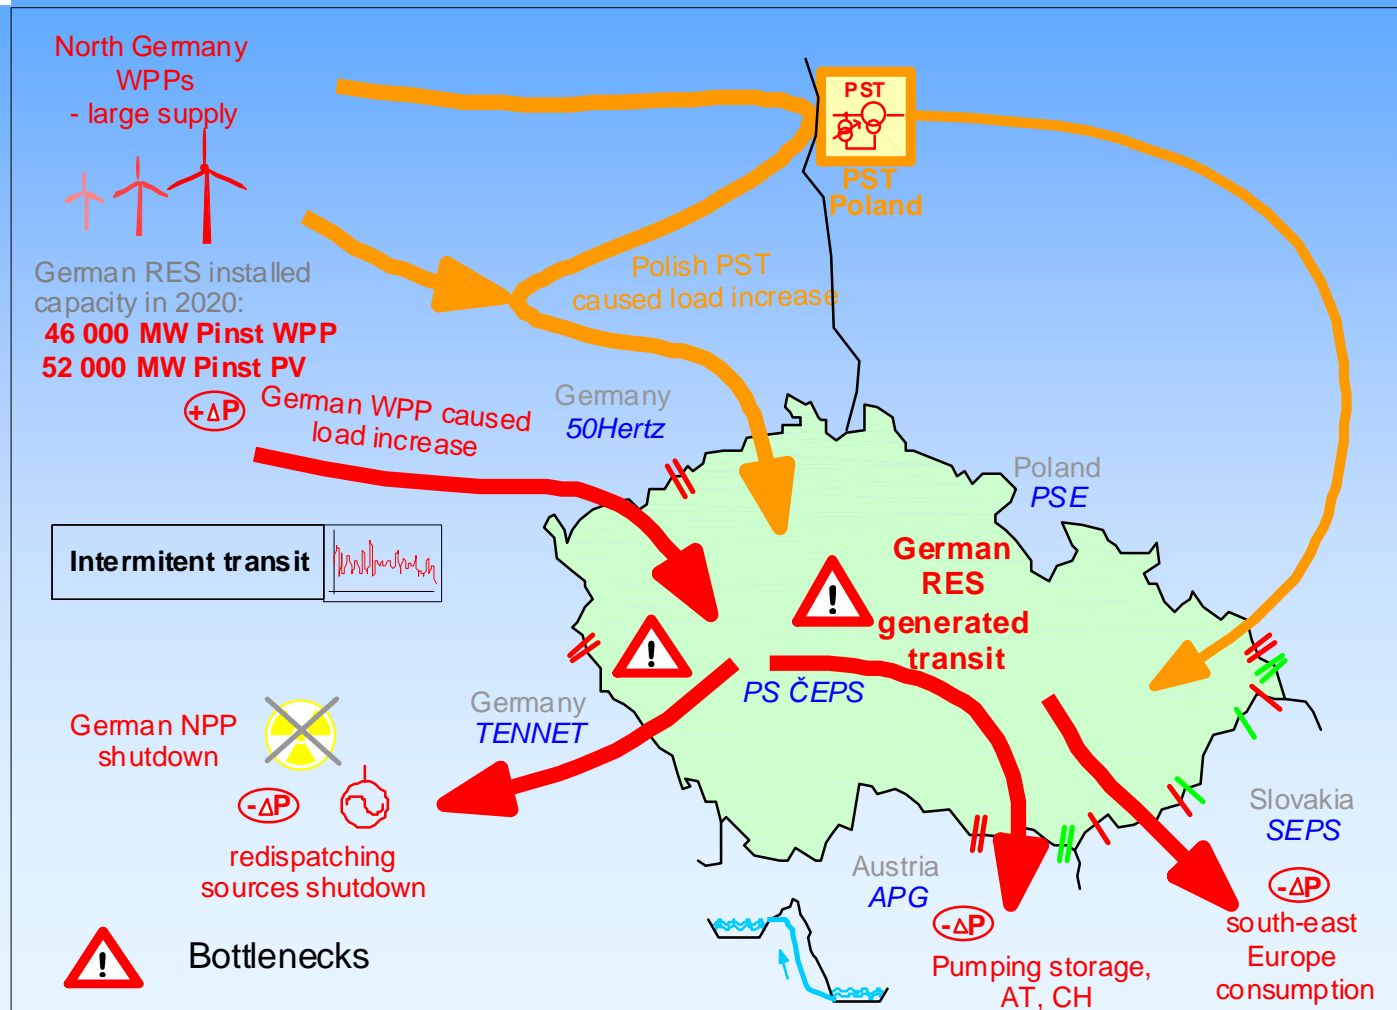 North Germany
WPPs
- large supply
PST
PST
Poland
German RES installed
capacity in 2020:
46 000 MW Pinst WPP
52 000 MW Pinst PV
Polish PST
caused load increase
+ΔP
German WPP caused
load increase
Germany
50Hertz
Poland
PSE
Intermitent transit
German
RES
generated
transit
!
!
PS ČEPS
Germany
TENNET
German NPP
shutdown
-ΔP
redispatching
sources shutdown
Slovakia
SEPS
Austria
APG
-ΔP
south-east
Europe
consumption
-ΔP
Pumping storage,
AT, CH
!
Bottlenecks